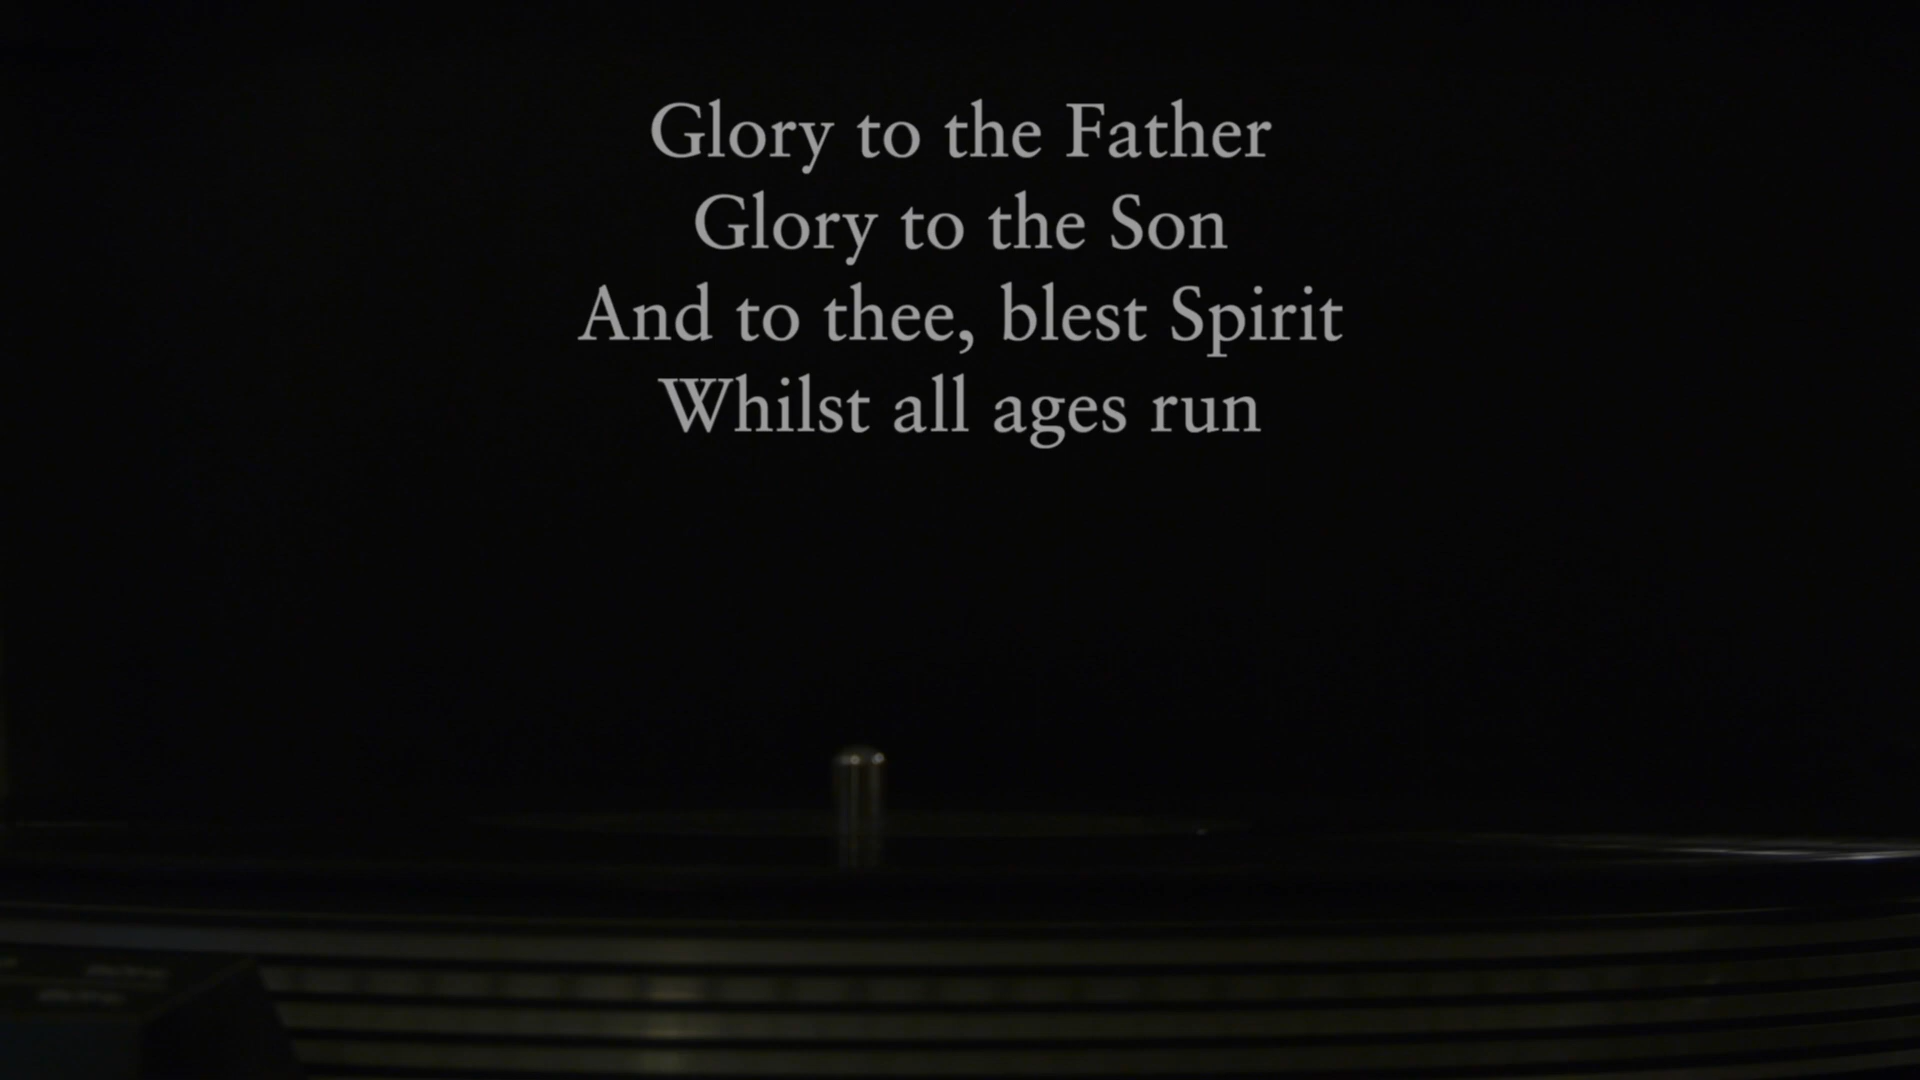 Glory to the Father
Glory to the Son
And to thee, blest Spirit
Whilst all ages run